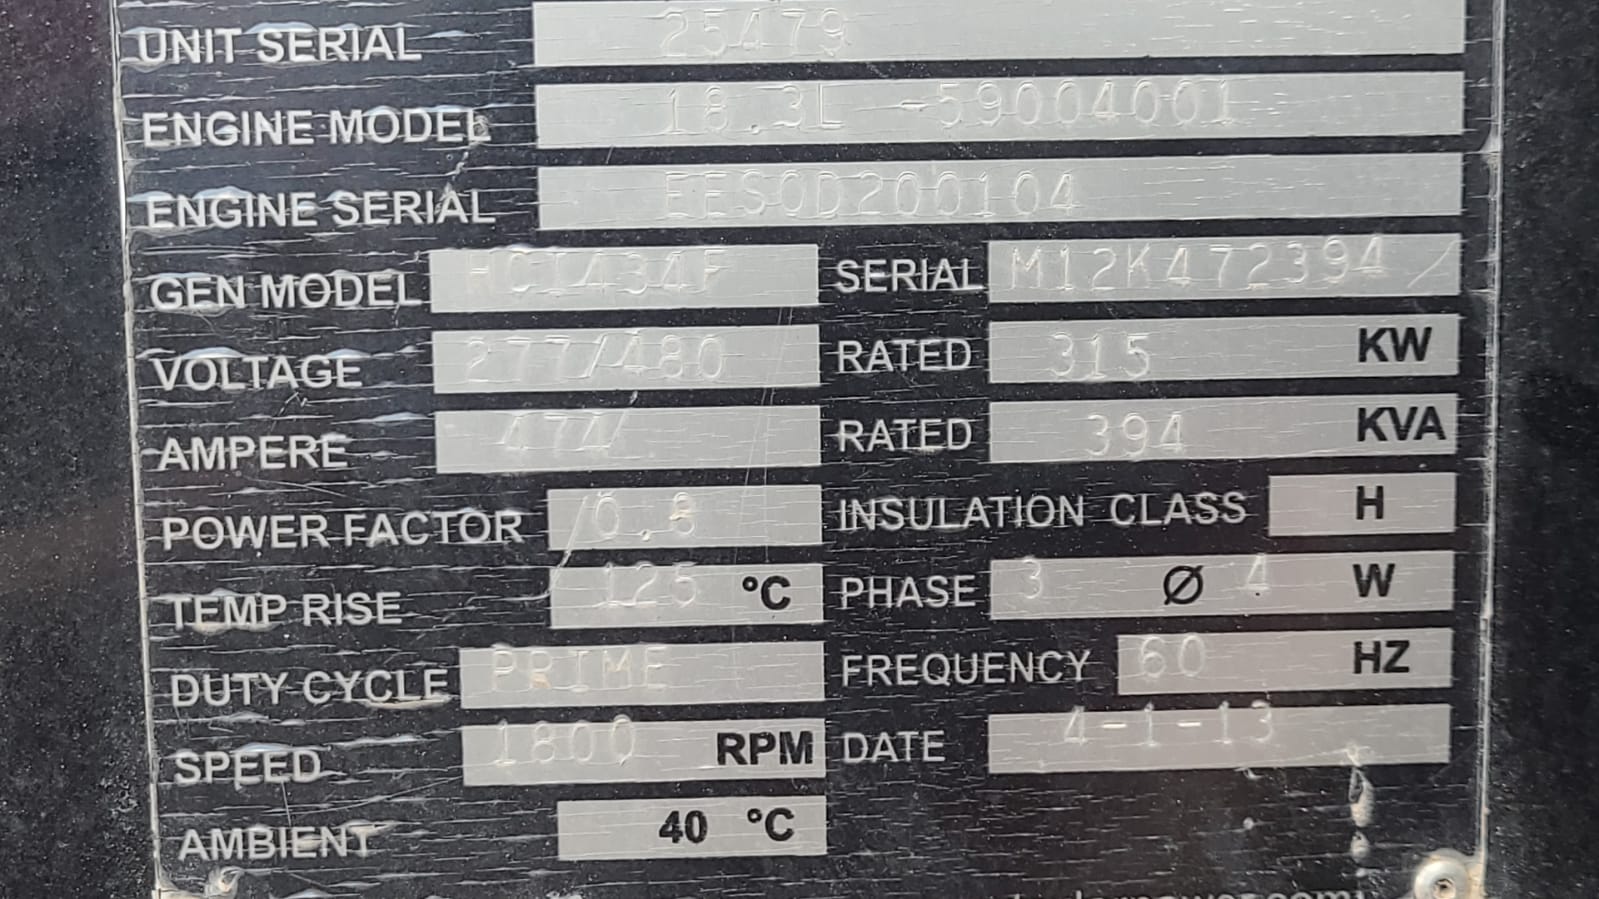 UNIT SERIAL 25479
ENGINE MODEL 18.3L -59004001
ENGINE SERIAL EESOD200104
GEN MODEL HCI434F SERIAL M12K472394 /
VOLTAGE 277/480 RATED 315 KW
AMPERE 474/ RATED 394 KVA
POWER FACTOR /0.8 INSULATION CLASS H
TEMP RISE 125 °C PHASE 3 Ø 4 W
DUTY CYCLE PRIME FREQUENCY 60 HZ
SPEED 1800 RPM DATE 4-1-13
AMBIENT 40 °C